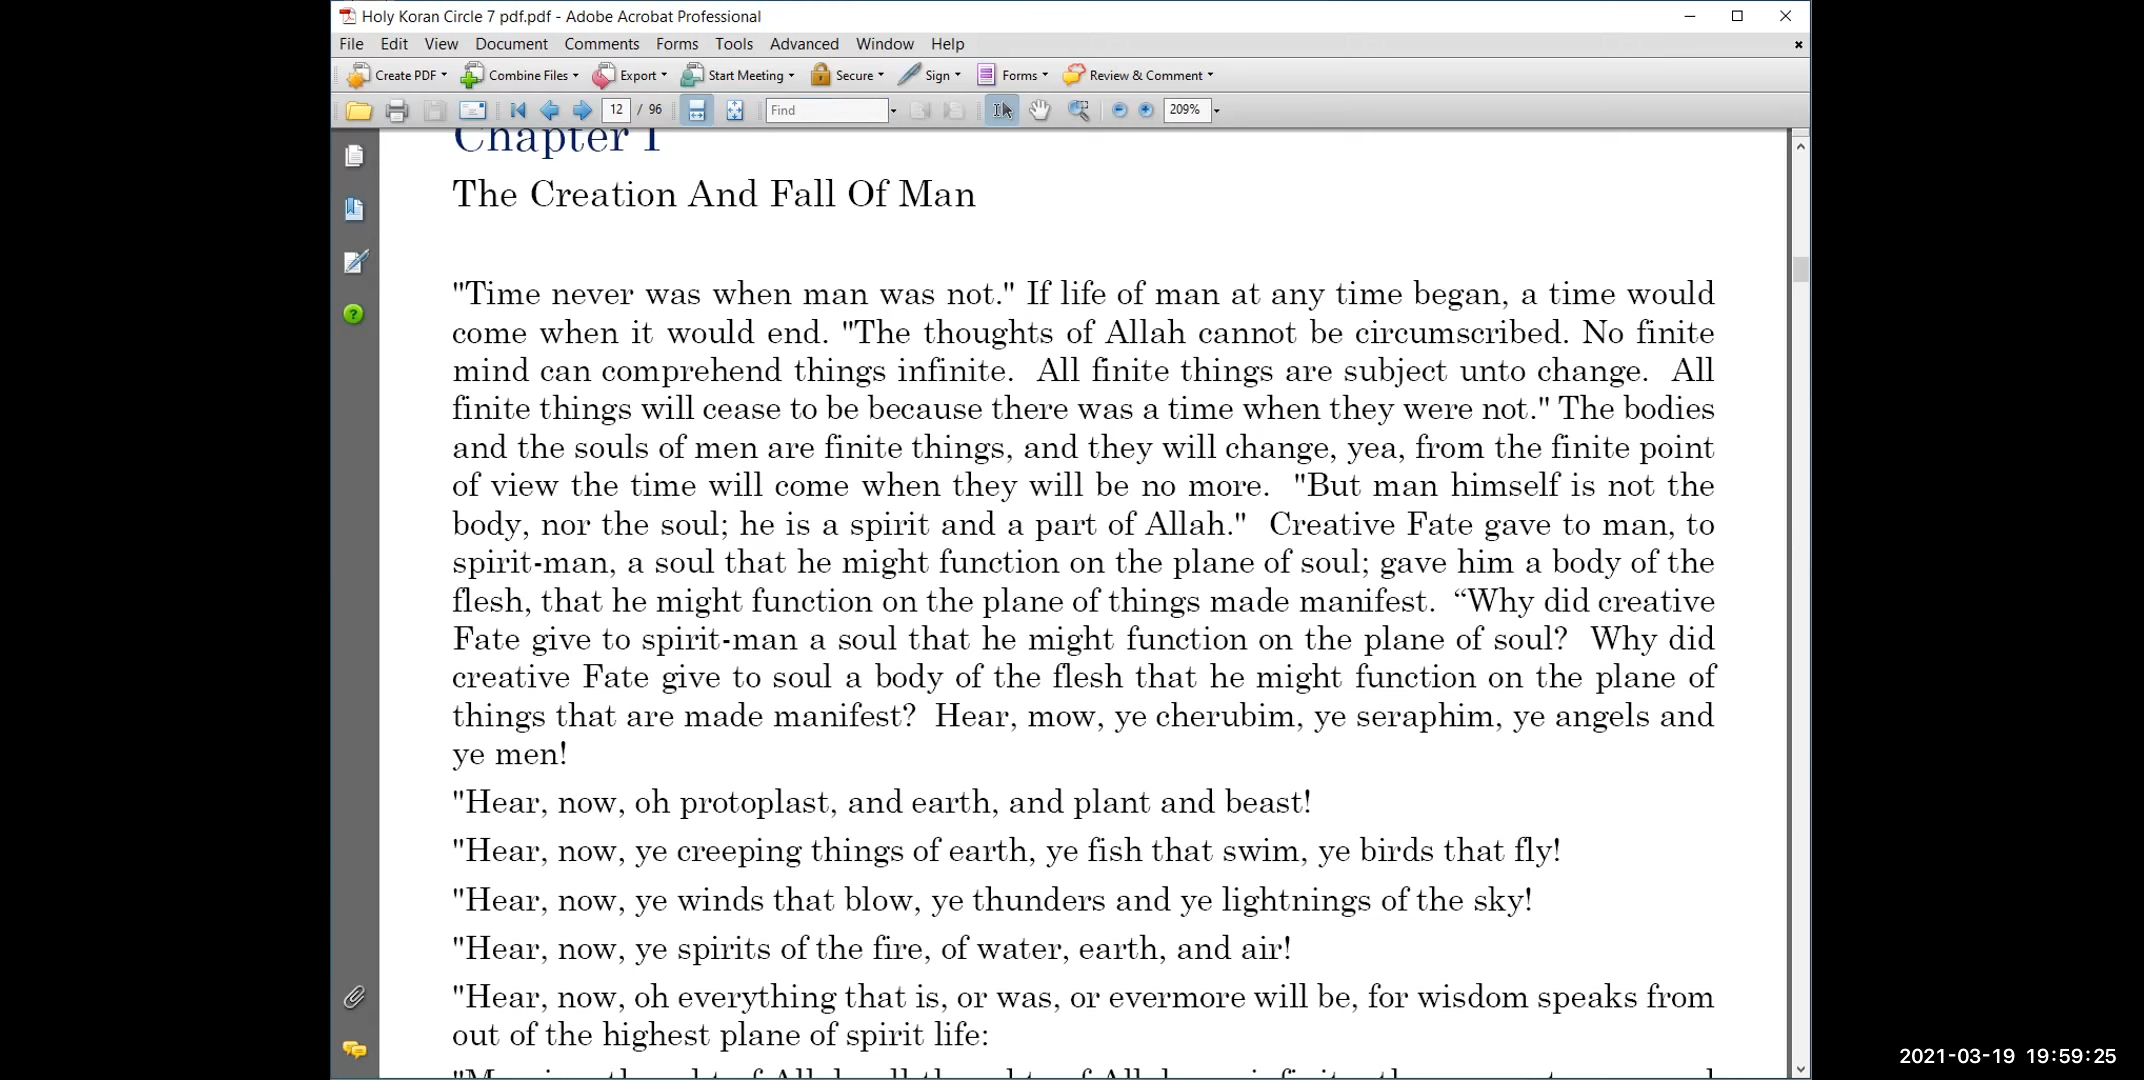 Holy Koran Circle 7 pdf.pdf - Adobe Acrobat Professional
File Edit View Document Comments Forms Tools Advanced Window Help
Create PDF Combine Files Export Start Meeting Secure Sign Forms Review & Comment
12 / 96 Find 209%
Chapter I
The Creation And Fall Of Man
"Time never was when man was not." If life of man at any time began, a time would
come when it would end. "The thoughts of Allah cannot be circumscribed. No finite
mind can comprehend things infinite. All finite things are subject unto change. All
finite things will cease to be because there was a time when they were not." The bodies
and the souls of men are finite things, and they will change, yea, from the finite point
of view the time will come when they will be no more. "But man himself is not the
body, nor the soul; he is a spirit and a part of Allah." Creative Fate gave to man, to
spirit-man, a soul that he might function on the plane of soul; gave him a body of the
flesh, that he might function on the plane of things made manifest. “Why did creative
Fate give to spirit-man a soul that he might function on the plane of soul? Why did
creative Fate give to soul a body of the flesh that he might function on the plane of
things that are made manifest? Hear, mow, ye cherubim, ye seraphim, ye angels and
ye men!
"Hear, now, oh protoplast, and earth, and plant and beast!
"Hear, now, ye creeping things of earth, ye fish that swim, ye birds that fly!
"Hear, now, ye winds that blow, ye thunders and ye lightnings of the sky!
"Hear, now, ye spirits of the fire, of water, earth, and air!
"Hear, now, oh everything that is, or was, or evermore will be, for wisdom speaks from
out of the highest plane of spirit life:
2021-03-19 19:59:25